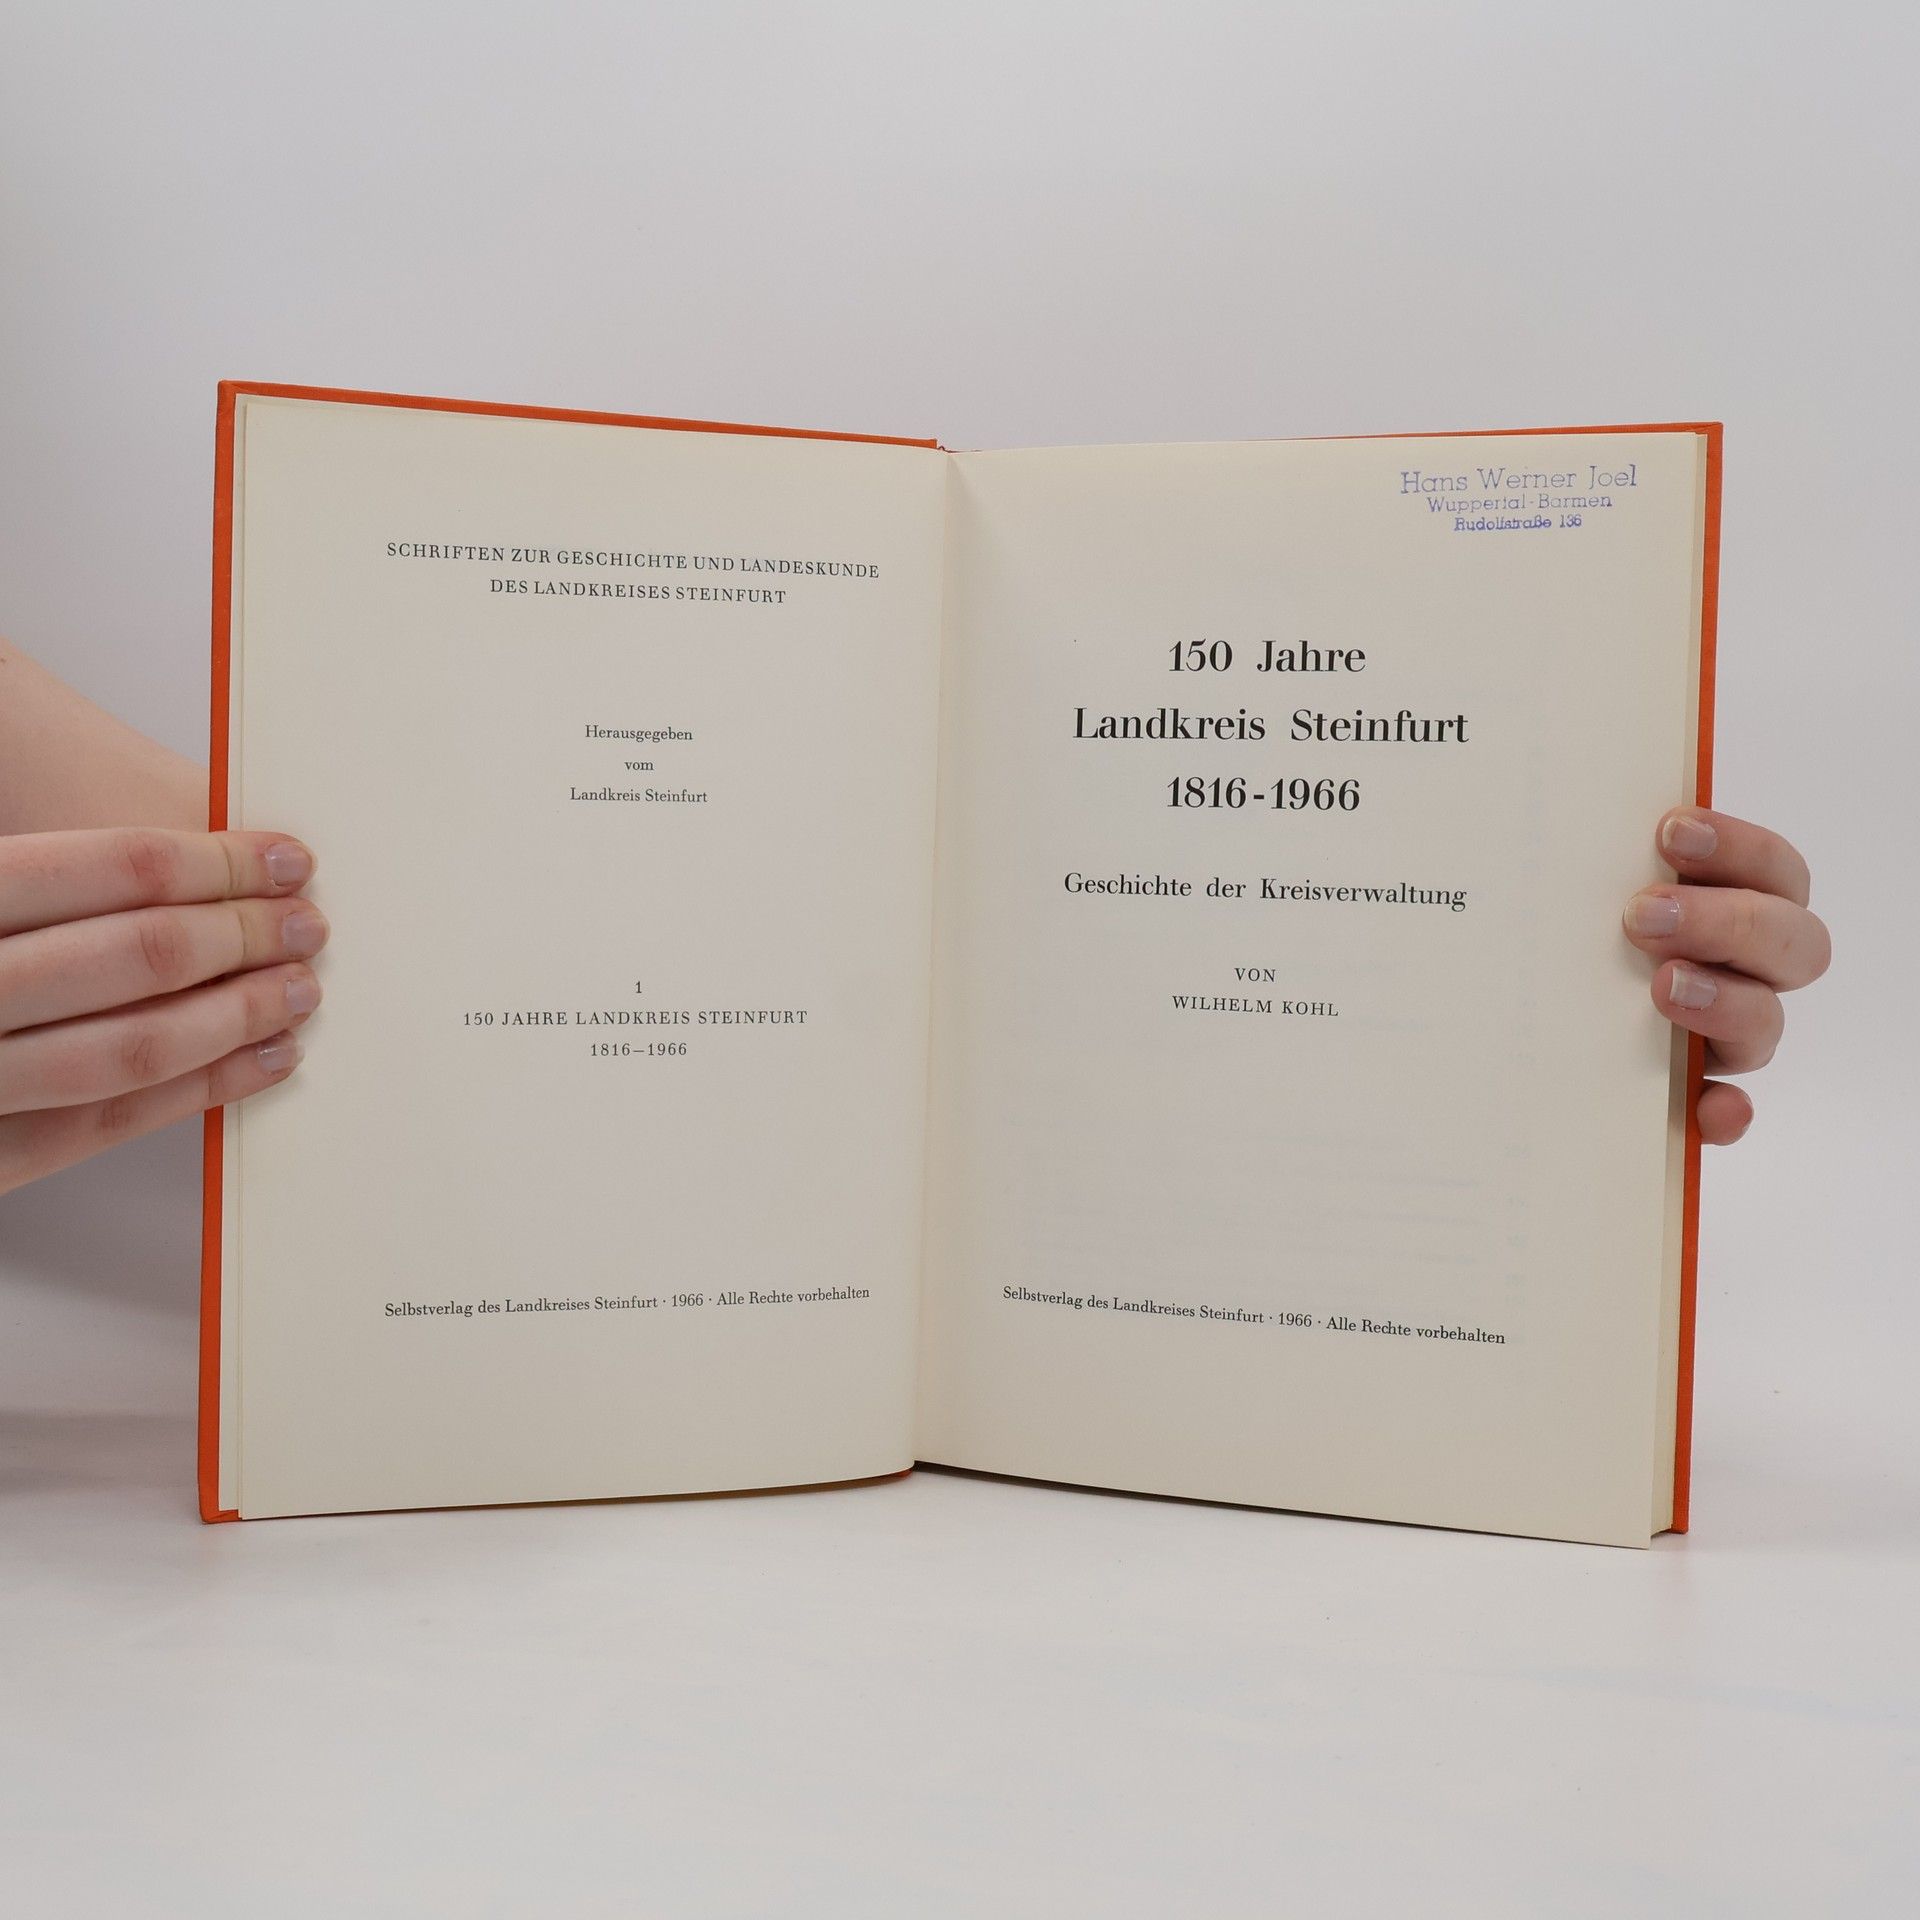 SCHRIFTEN ZUR GESCHICHTE UND LANDESKUNDE
DES LANDKREISES STEINFURT
Herausgegeben
vom
Landkreis Steinfurt
1
150 JAHRE LANDKREIS STEINFURT
1816–1966
Selbstverlag des Landkreises Steinfurt · 1966 · Alle Rechte vorbehalten
Hans Werner Joel
Wuppertal-Barmen
Rudolfstraße 136
150 Jahre
Landkreis Steinfurt
1816-1966
Geschichte der Kreisverwaltung
VON
WILHELM KOHL
Selbstverlag des Landkreises Steinfurt · 1966 · Alle Rechte vorbehalten